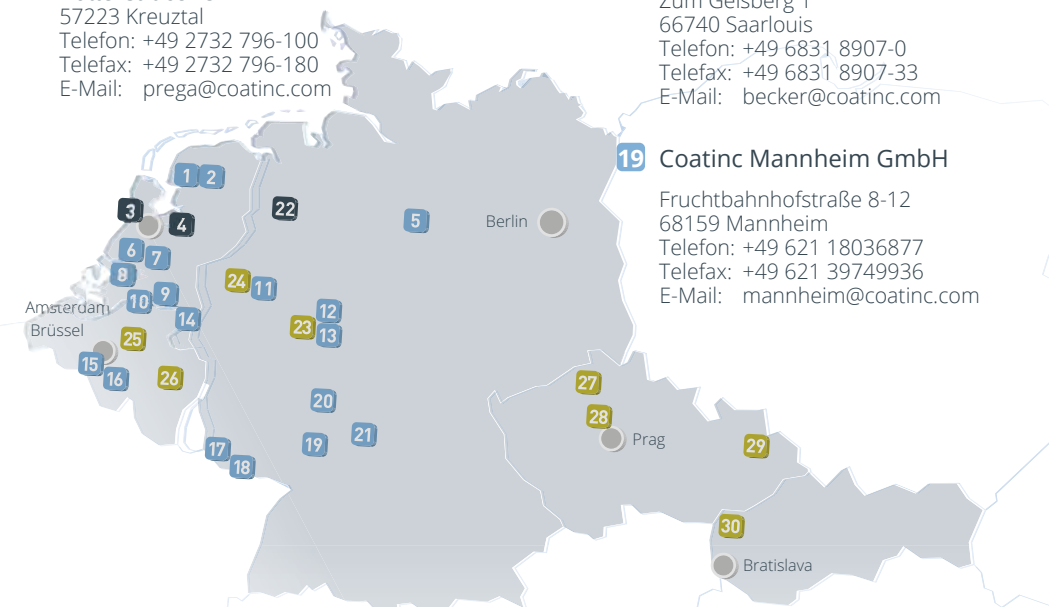 57223 Kreuztal
Telefon: +49 2732 796-100
Telefax: +49 2732 796-180
E-Mail: prega@coatinc.com
Zum Geisberg 1
66740 Saarlouis
Telefon: +49 6831 8907-0
Telefax: +49 6831 8907-33
E-Mail: becker@coatinc.com
19 Coatinc Mannheim GmbH
Fruchtbahnhofstraße 8-12
68159 Mannheim
Telefon: +49 621 18036877
Telefax: +49 621 39749936
E-Mail: mannheim@coatinc.com
1 2
3
4
22
5
Berlin
6
7
8
24
11
9
10
Amsterdam
12
14
23
13
Brüssel
25
15
16
26
27
20
28
21
Prag
19
29
17
18
30
Bratislava